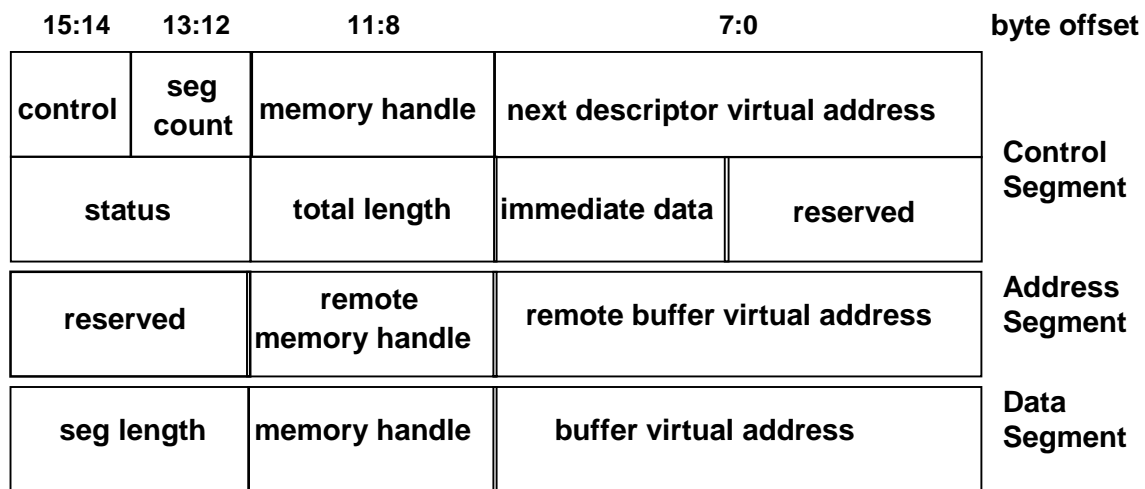 15:14 13:12 11:8 7:0 byte offset
control seg count memory handle next descriptor virtual address
Control Segment
status total length immediate data reserved
reserved remote memory handle remote buffer virtual address
Address Segment
seg length memory handle buffer virtual address
Data Segment